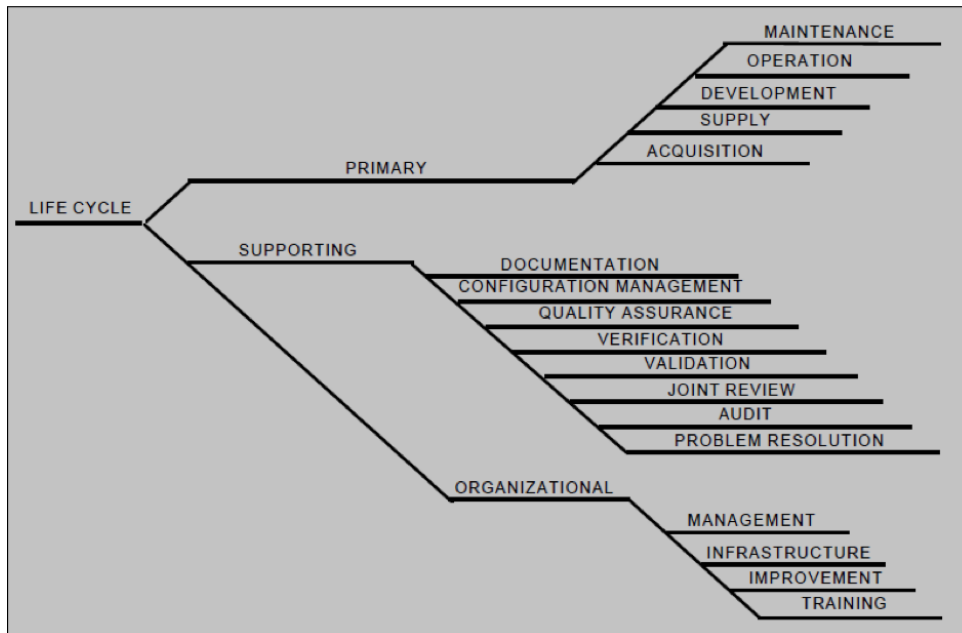 MAINTENANCE
OPERATION
DEVELOPMENT
SUPPLY
ACQUISITION
PRIMARY
LIFE CYCLE
SUPPORTING
DOCUMENTATION
CONFIGURATION MANAGEMENT
QUALITY ASSURANCE
VERIFICATION
VALIDATION
JOINT REVIEW
AUDIT
PROBLEM RESOLUTION
ORGANIZATIONAL
MANAGEMENT
INFRASTRUCTURE
IMPROVEMENT
TRAINING